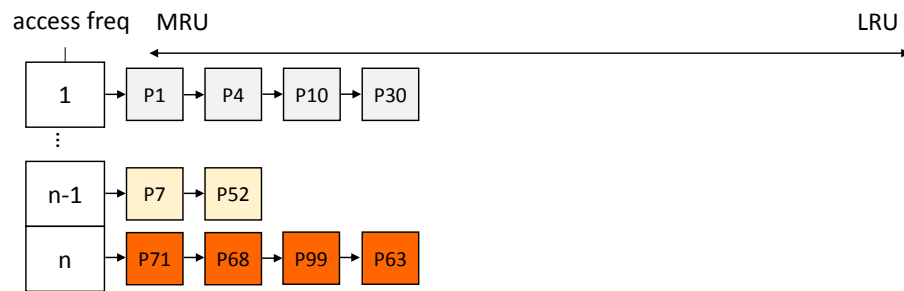 access freq MRU LRU
1 P1 P4 P10 P30
⋮
n-1 P7 P52
n P71 P68 P99 P63